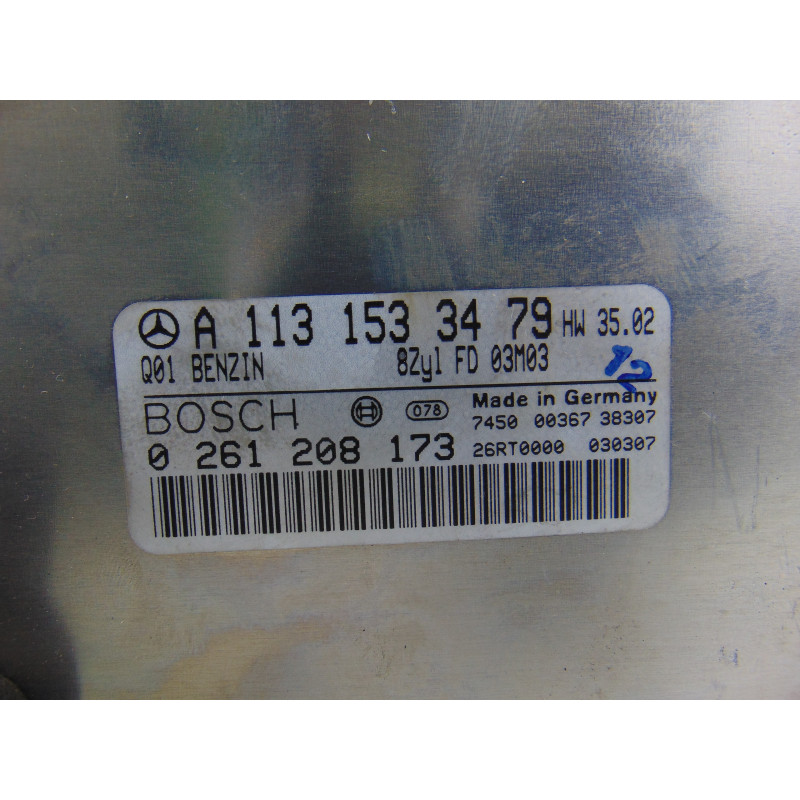 A 113 153 34 79 HW 35.02
Q01 BENZIN 8Zyl FD 03M03
12
BOSCH 078 Made in Germany
7450 00367 38307
0 261 208 173 26RT0000 030307